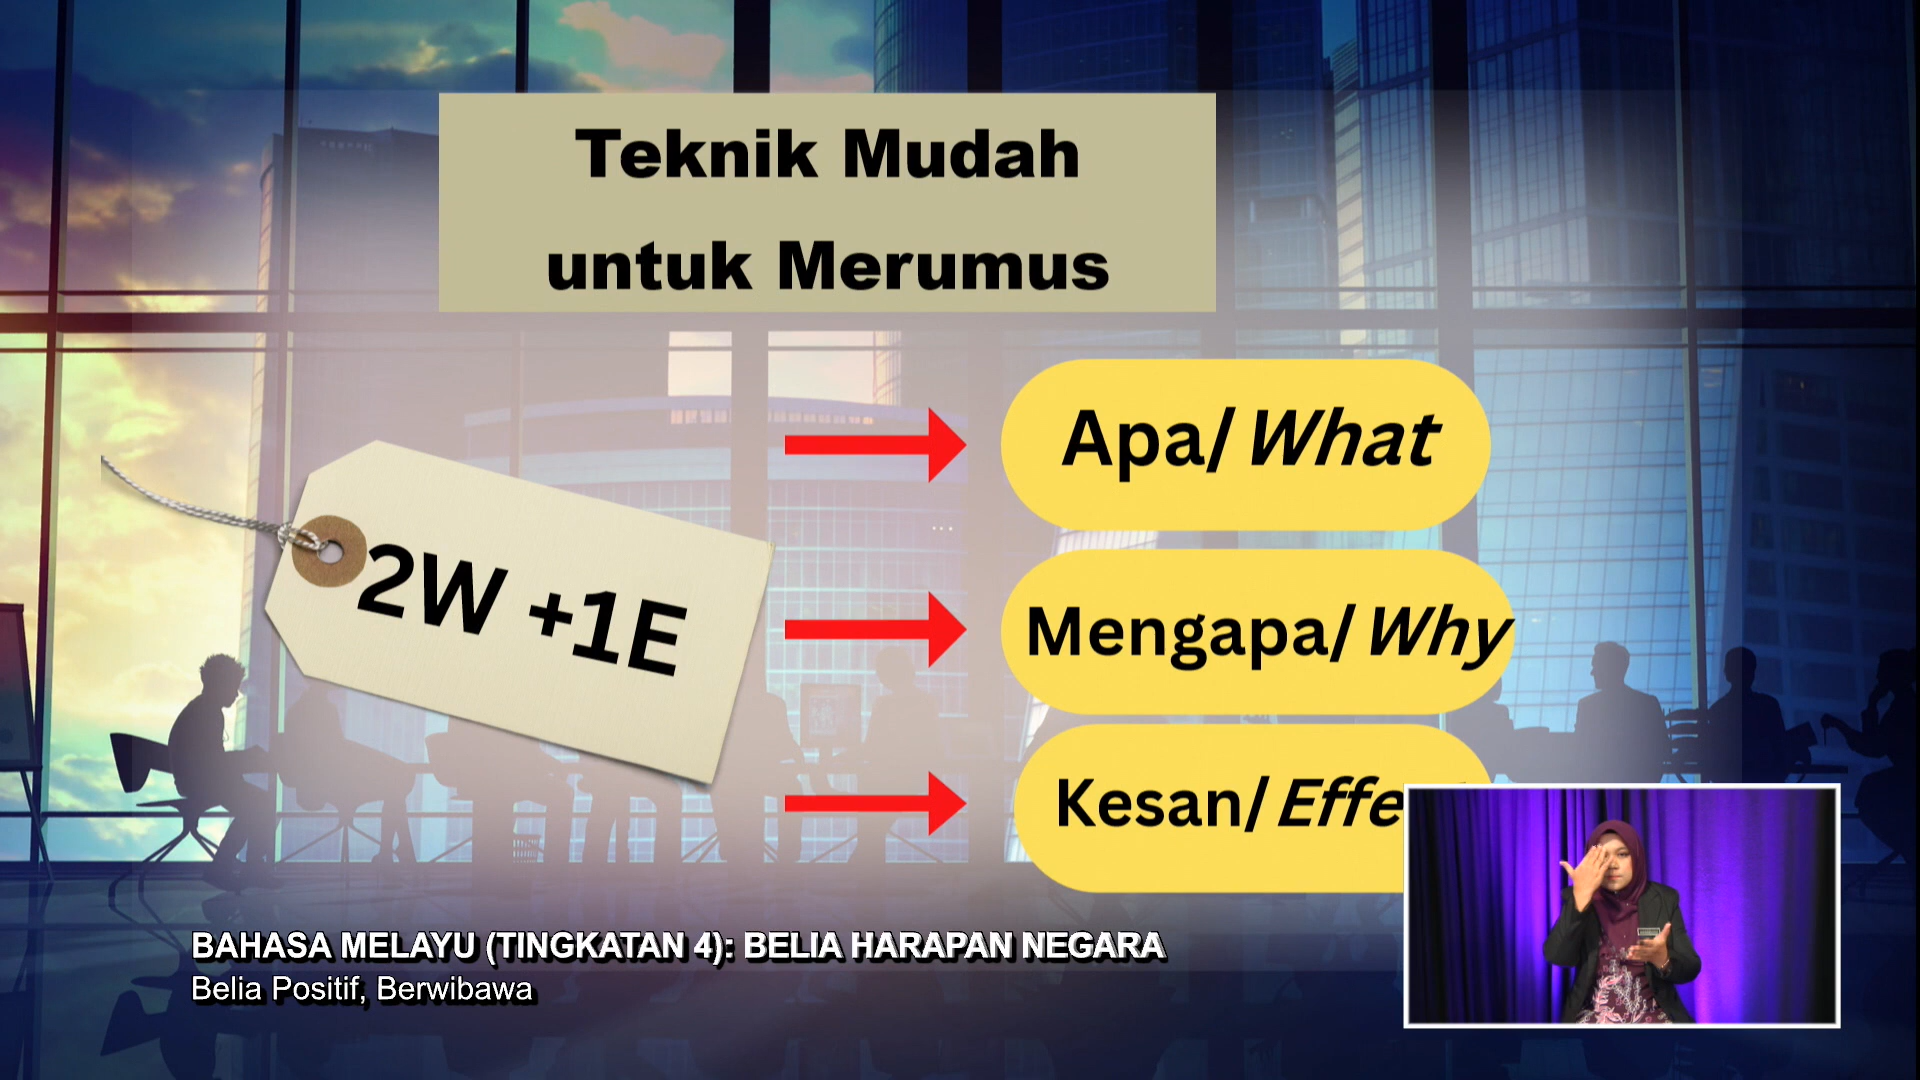 Teknik Mudah
untuk Merumus
2W +1E
Apa/What
Mengapa/Why
Kesan/
BAHASA MELAYU (TINGKATAN 4): BELIA HARAPAN NEGARA
Belia Positif, Berwibawa